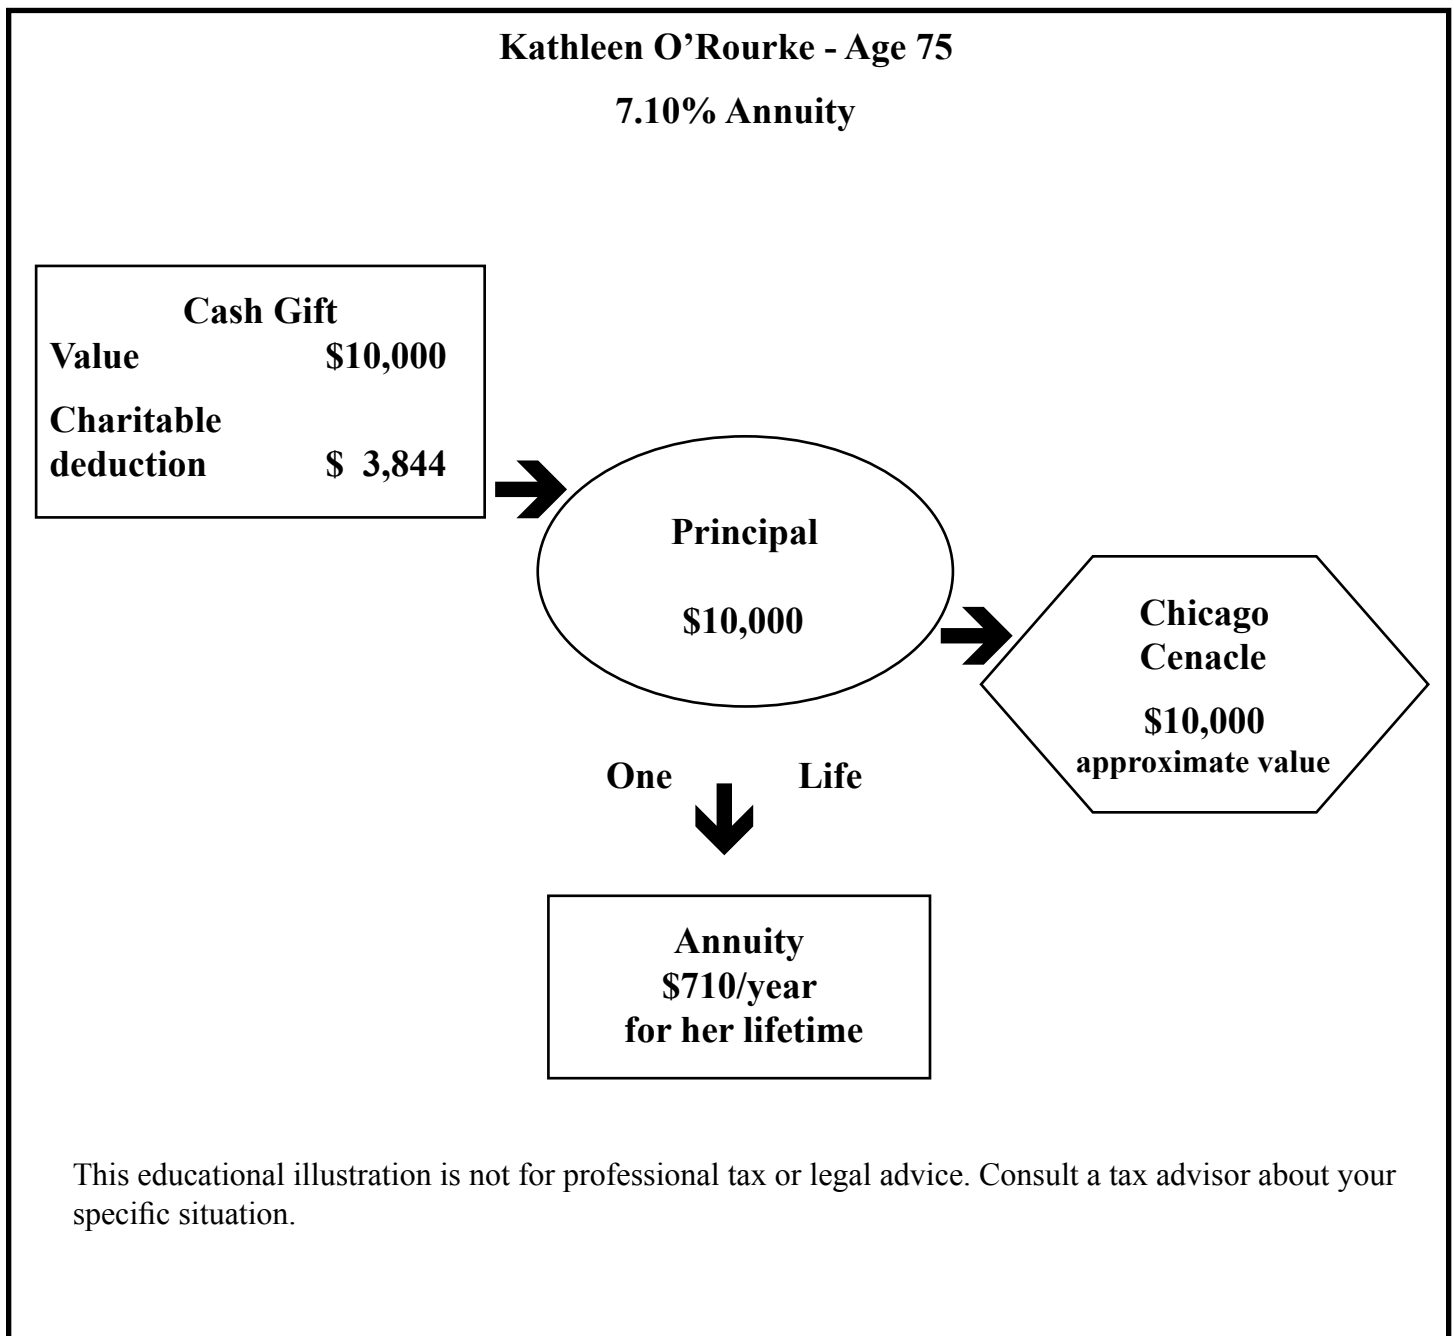 Kathleen O’Rourke - Age 75
7.10% Annuity
Cash Gift
Value $10,000
Charitable
deduction $ 3,844
Principal
$10,000
Chicago
Cenacle
$10,000
approximate value
One Life
Annuity
$710/year
for her lifetime
This educational illustration is not for professional tax or legal advice. Consult a tax advisor about your
specific situation.